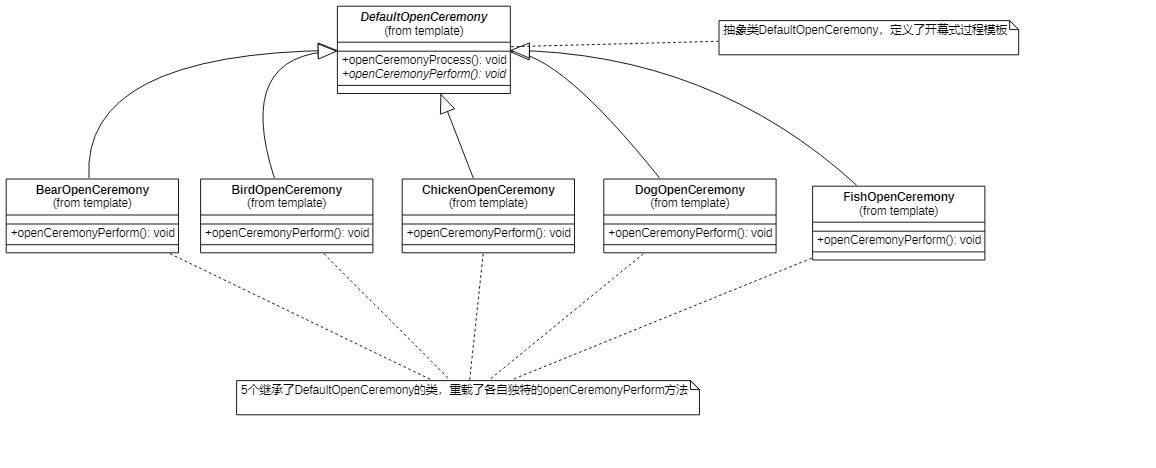 DefaultOpenCeremony
(from template)
+openCeremonyProcess(): void
+openCeremonyPerform(): void
抽象类DefaultOpenCeremony，定义了开幕式过程模板
BearOpenCeremony
(from template)
+openCeremonyPerform(): void
BirdOpenCeremony
(from template)
+openCeremonyPerform(): void
ChickenOpenCeremony
(from template)
+openCeremonyPerform(): void
DogOpenCeremony
(from template)
+openCeremonyPerform(): void
FishOpenCeremony
(from template)
+openCeremonyPerform(): void
5个继承了DefaultOpenCeremony的类，重载了各自独特的openCeremonyPerform方法